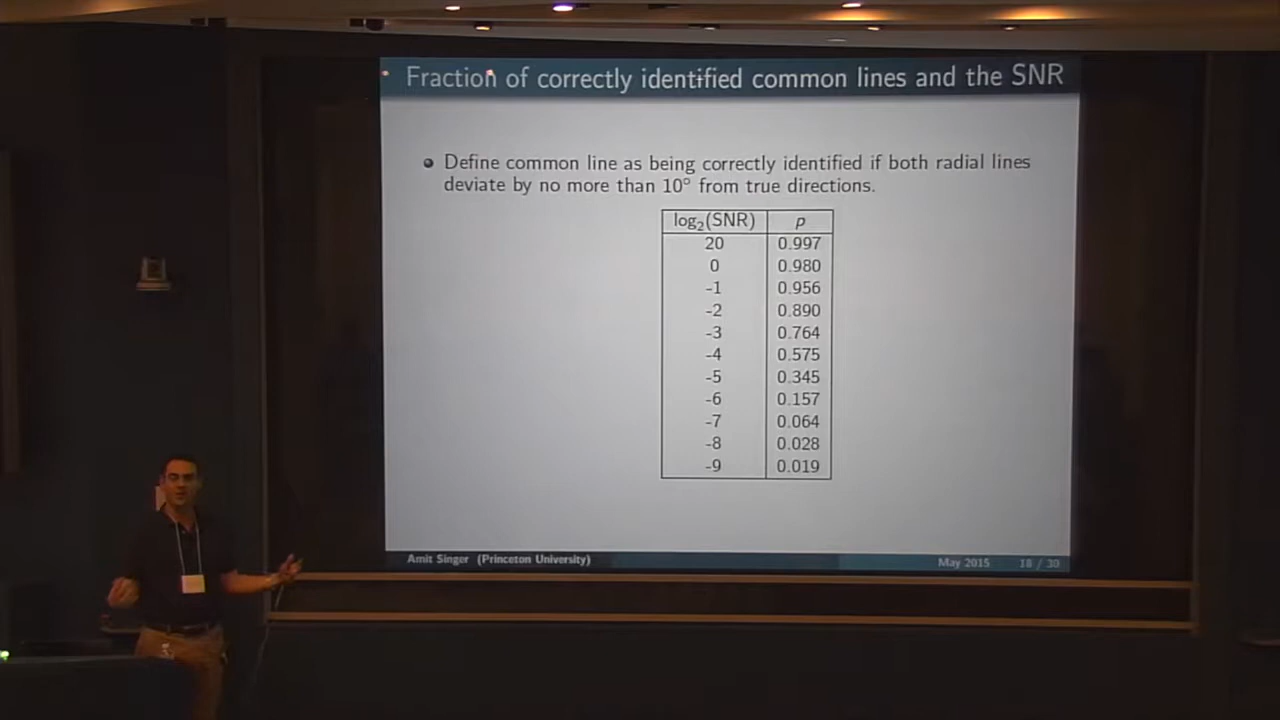 Fraction of correctly identified common lines and the SNR
Define common line as being correctly identified if both radial lines
deviate by no more than 10° from true directions.
log₂(SNR) p
20 0.997
0 0.980
-1 0.956
-2 0.890
-3 0.764
-4 0.575
-5 0.345
-6 0.157
-7 0.064
-8 0.028
-9 0.019
Amit Singer (Princeton University) May 2015 18 / 30